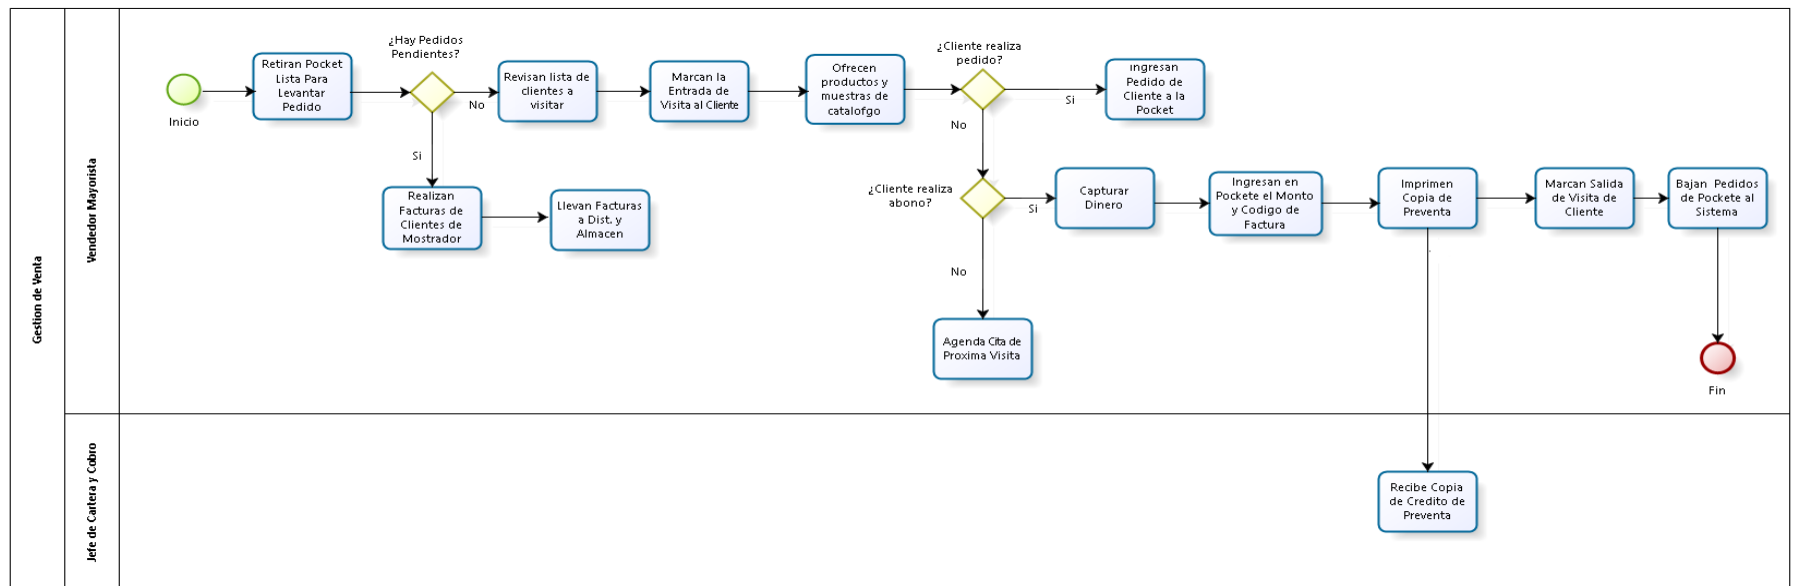 Gestion de Venta
Vendedor Mayorista
Inicio
Retiran Pocket
Lista Para
Levantar
Pedido
¿Hay Pedidos
Pendientes?
No
Si
Revisan lista de
clientes a
visitar
Marcan la
Entrada de
Visita al Cliente
Ofrecen
productos y
muestras de
catalofgo
¿Cliente realiza
pedido?
Si
No
Ingresan
Pedido de
Cliente a la
Pocket
Realizan
Facturas de
Clientes de
Mostrador
Llevan Facturas
a Dist. y
Almacen
¿Cliente realiza
abono?
Si
No
Capturar
Dinero
Ingresan en
Pockete el Monto
y Codigo de
Factura
Imprimen
Copia de
Preventa
Marcan Salida
de Visita de
Cliente
Bajan Pedidos
de Pockete al
Sistema
Agenda Cita de
Proxima Visita
Fin
Jefe de Cartera y Cobro
Recibe Copia
de Credito de
Preventa